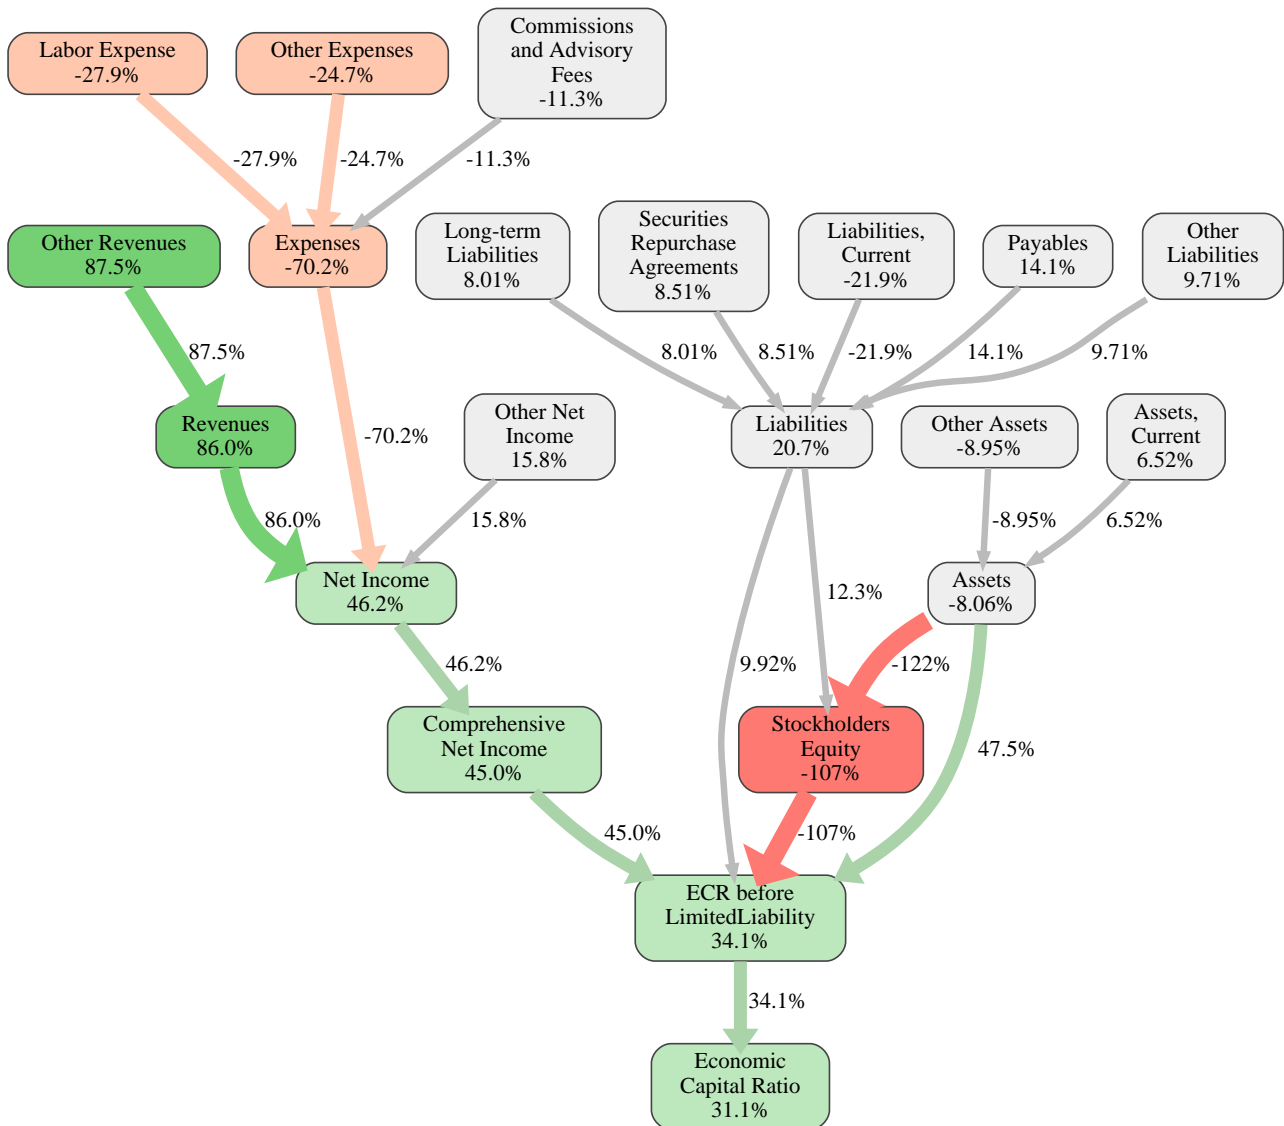 Labor Expense
-27.9%
Other Expenses
-24.7%
Commissions
and Advisory
Fees
-11.3%
-27.9%
-24.7%
-11.3%
Other Revenues
87.5%
Expenses
-70.2%
Long-term
Liabilities
8.01%
Securities
Repurchase
Agreements
8.51%
Liabilities,
Current
-21.9%
Payables
14.1%
Other
Liabilities
9.71%
87.5%
8.01%
8.51%
-21.9%
14.1%
9.71%
Revenues
86.0%
-70.2%
Other Net
Income
15.8%
Liabilities
20.7%
Other Assets
-8.95%
Assets,
Current
6.52%
86.0%
15.8%
-8.95%
6.52%
Net Income
46.2%
12.3%
Assets
-8.06%
46.2%
9.92%
-122%
Comprehensive
Net Income
45.0%
Stockholders
Equity
-107%
47.5%
45.0%
-107%
ECR before
LimitedLiability
34.1%
34.1%
Economic
Capital Ratio
31.1%